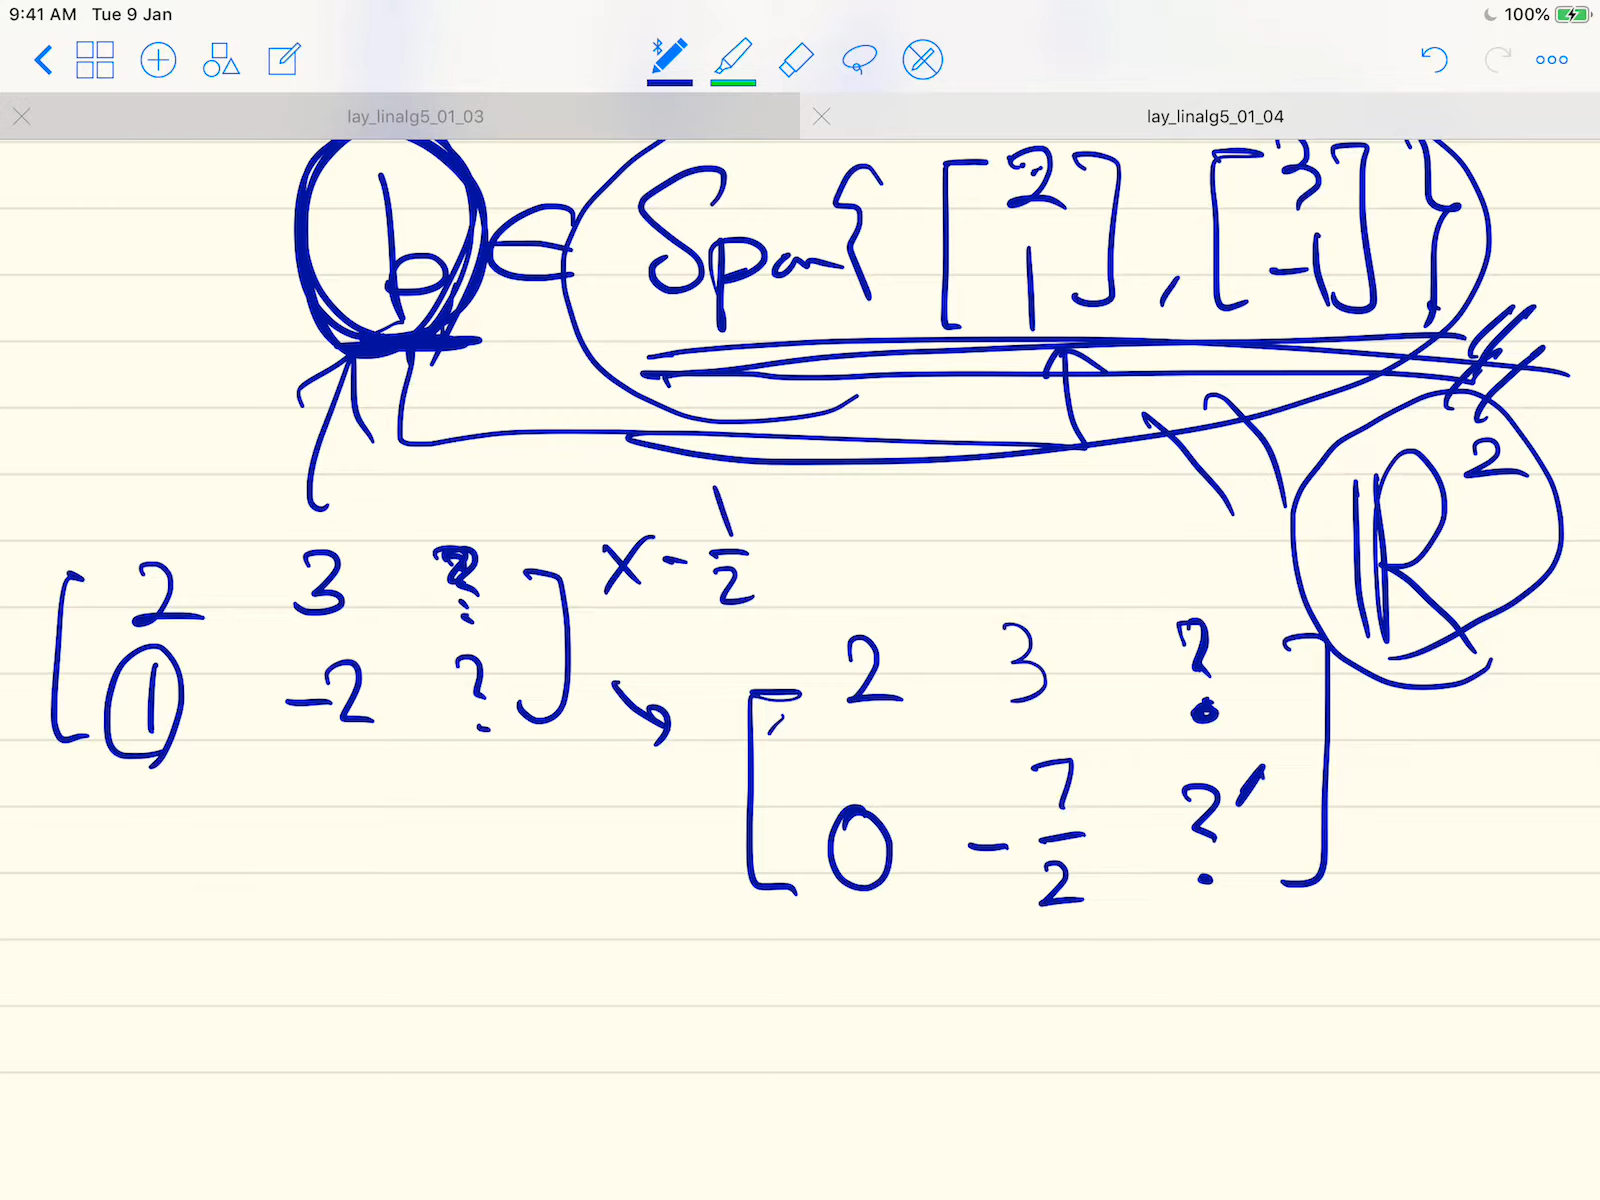 9:41 AM Tue 9 Jan 100%
lay_linalg5_01_03 lay_linalg5_01_04
b ∈ Span{ [2 1], [3 -1] }
ℝ²
[ 2 3 ? x - 1/2
1 -2 ? ]
[ 2 3 ?
0 - 7/2 ?' ]